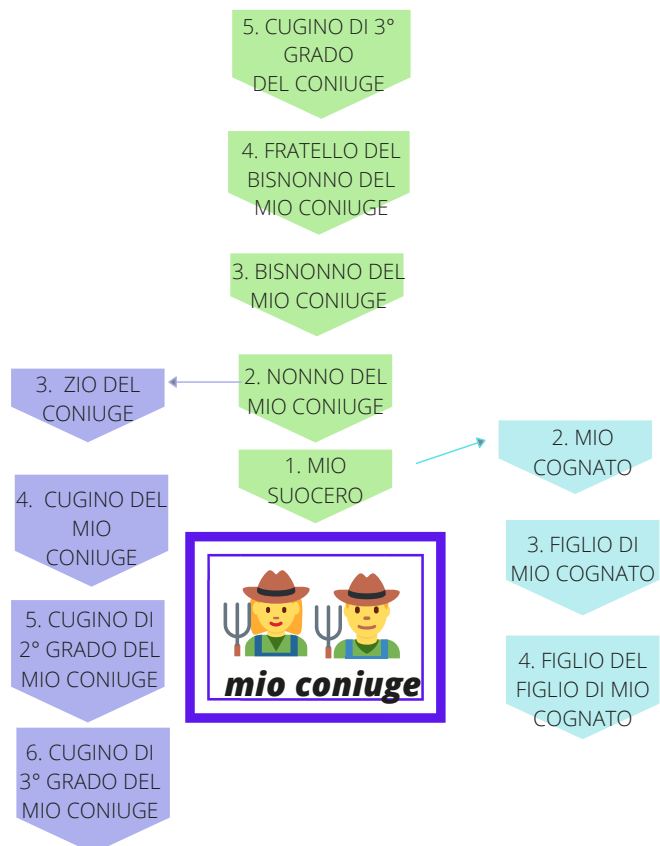 5. CUGINO DI 3°
GRADO
DEL CONIUGE
4. FRATELLO DEL
BISNONNO DEL
MIO CONIUGE
3. BISNONNO DEL
MIO CONIUGE
2. NONNO DEL
MIO CONIUGE
3. ZIO DEL
CONIUGE
1. MIO
SUOCERO
2. MIO
COGNATO
4. CUGINO DEL
MIO
CONIUGE
3. FIGLIO DI
MIO COGNATO
5. CUGINO DI
2° GRADO DEL
MIO CONIUGE
mio coniuge
4. FIGLIO DEL
FIGLIO DI MIO
COGNATO
6. CUGINO DI
3° GRADO DEL
MIO CONIUGE